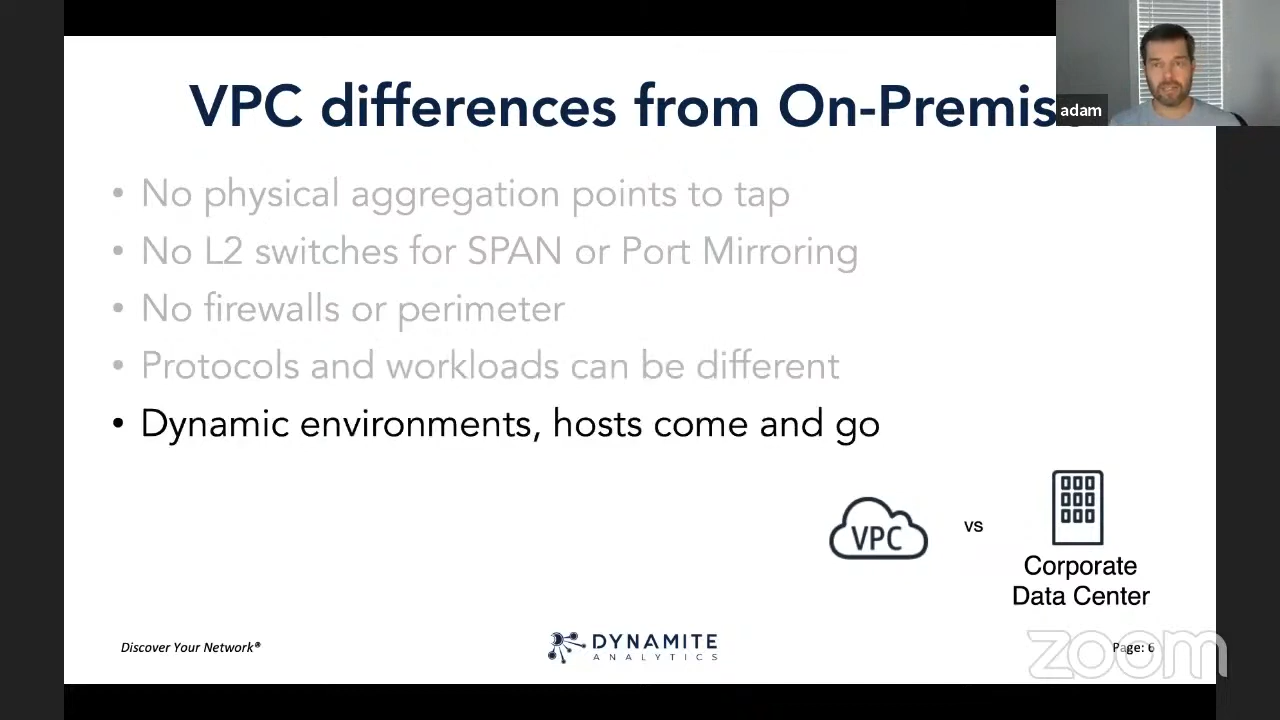 VPC differences from On-Premis
adam
• No physical aggregation points to tap
• No L2 switches for SPAN or Port Mirroring
• No firewalls or perimeter
• Protocols and workloads can be different
• Dynamic environments, hosts come and go
VPC
vs
Corporate
Data Center
Discover Your Network®
DYNAMITE
ANALYTICS
Page: 6
zoom